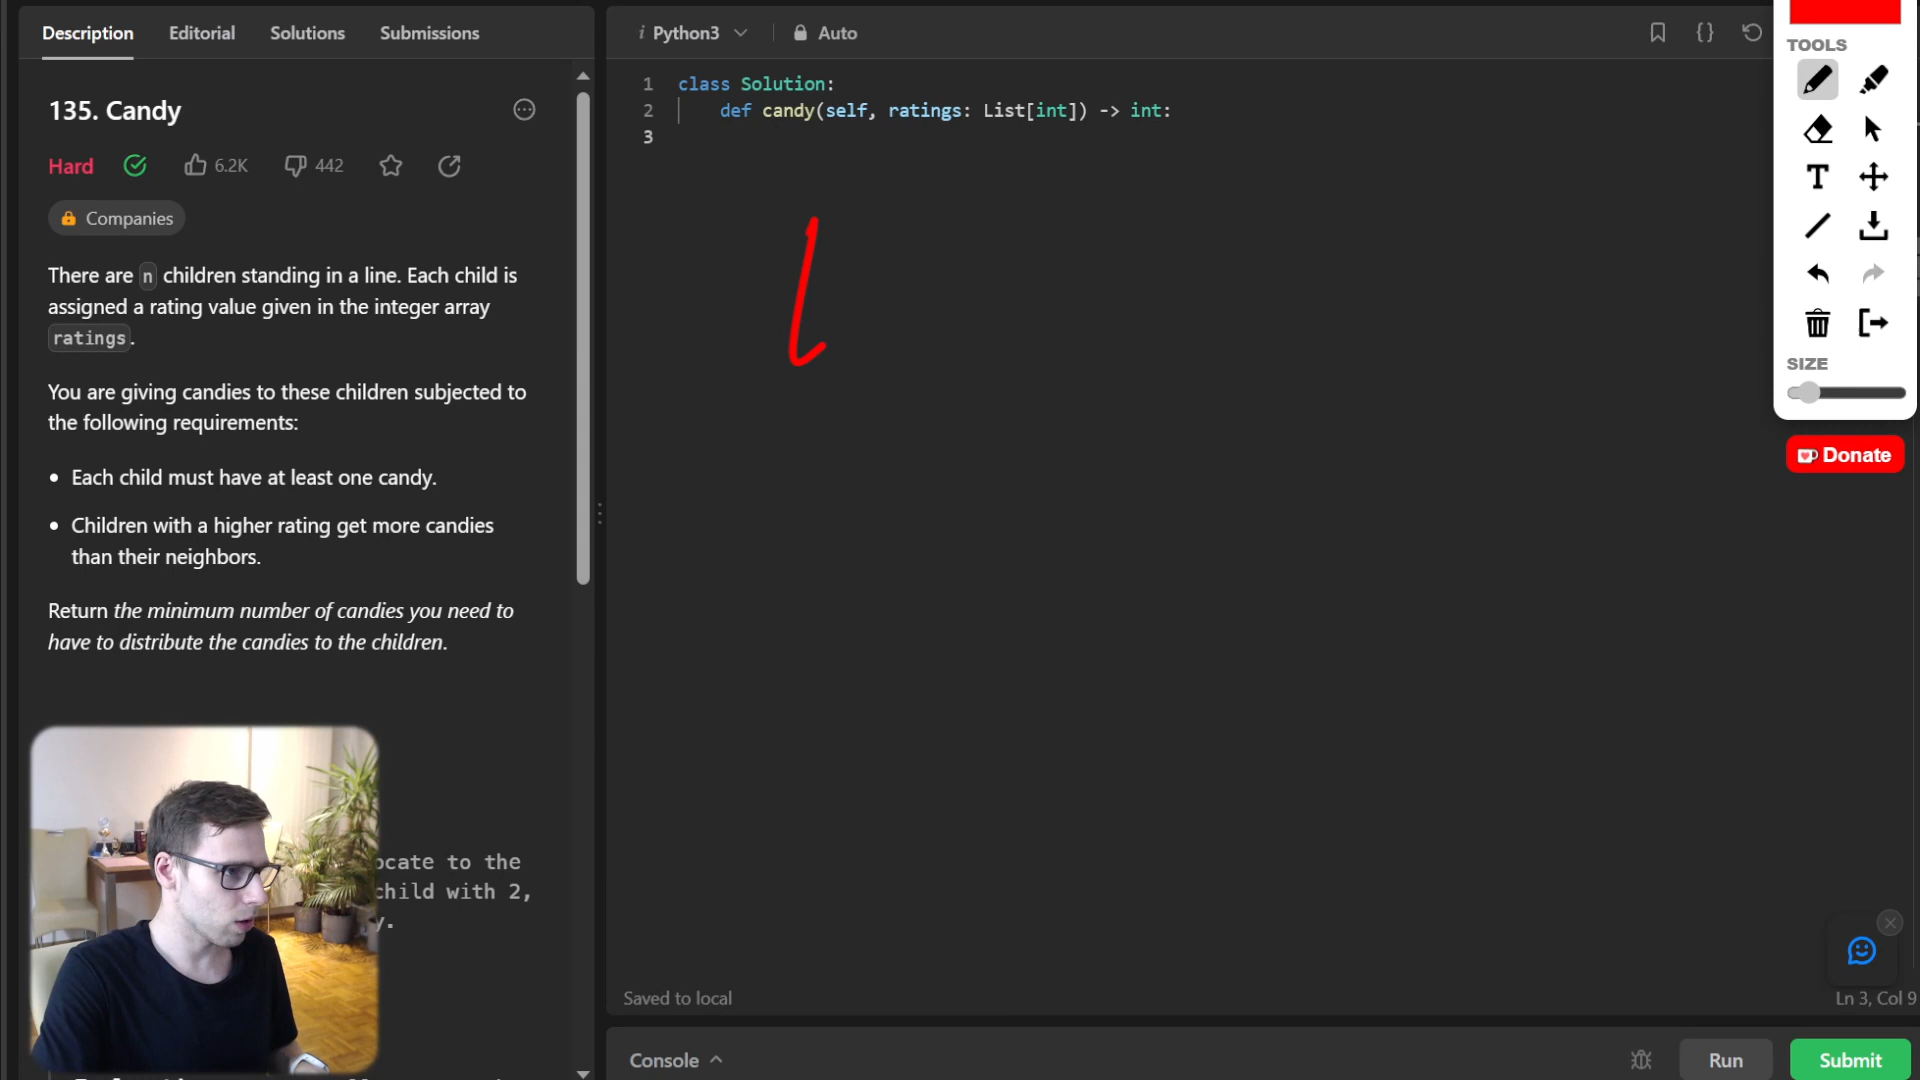 Description Editorial Solutions Submissions
135. Candy
Hard 6.2K 442
Companies
There are n children standing in a line. Each child is
assigned a rating value given in the integer array
ratings.
You are giving candies to these children subjected to
the following requirements:
• Each child must have at least one candy.
• Children with a higher rating get more candies
than their neighbors.
Return the minimum number of candies you need to
have to distribute the candies to the children.
ocate to the
child with 2,
y.
i Python3 Auto
1 class Solution:
2 def candy(self, ratings: List[int]) -> int:
3
Saved to local
Ln 3, Col 9
Console
Run
Submit
TOOLS
T
SIZE
Donate